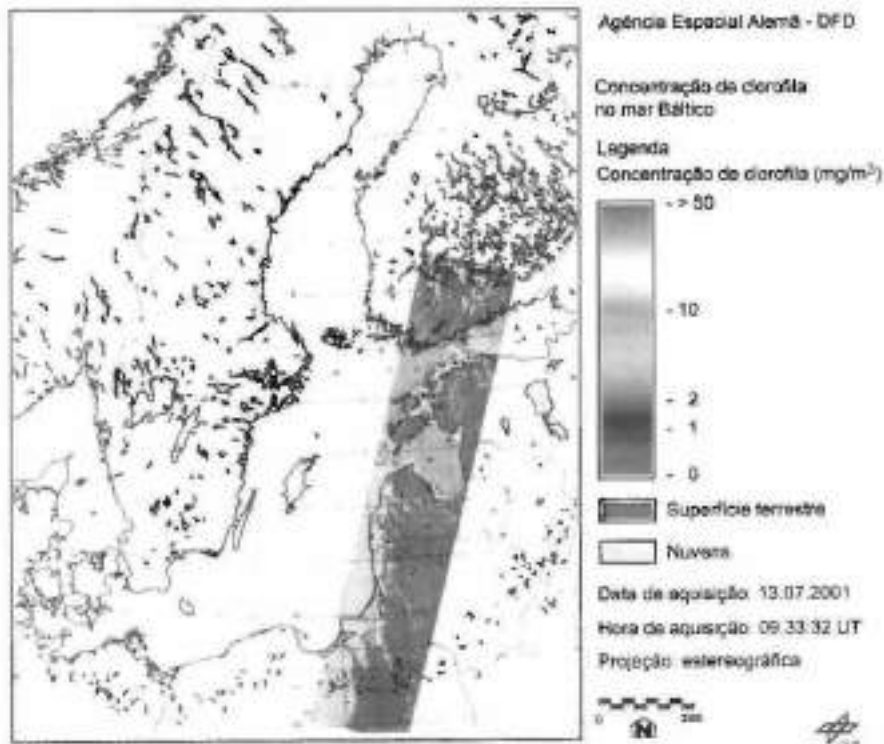 Agência Espacial Alemã - DFD
Concentração de clorofila
no mar Báltico
Legenda
Concentração de clorofila (mg/m³)
- > 50
- 10
- 2
- 1
- 0
Superfície terrestre
Nuvens
Data de aquisição: 13.07.2001
Hora de aquisição: 09:33:32 UT
Projeção: estereográfica
0 200
N